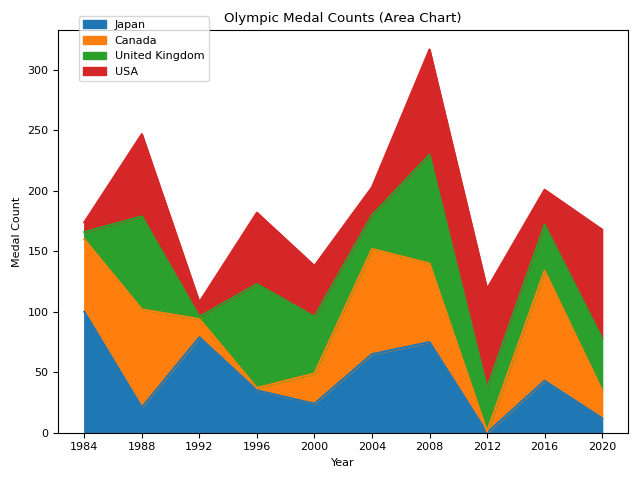 Olympic Medal Counts (Area Chart)
Japan
Canada
United Kingdom
USA
300
250
200
150
100
50
0
Medal Count
1984 1988 1992 1996 2000 2004 2008 2012 2016 2020
Year